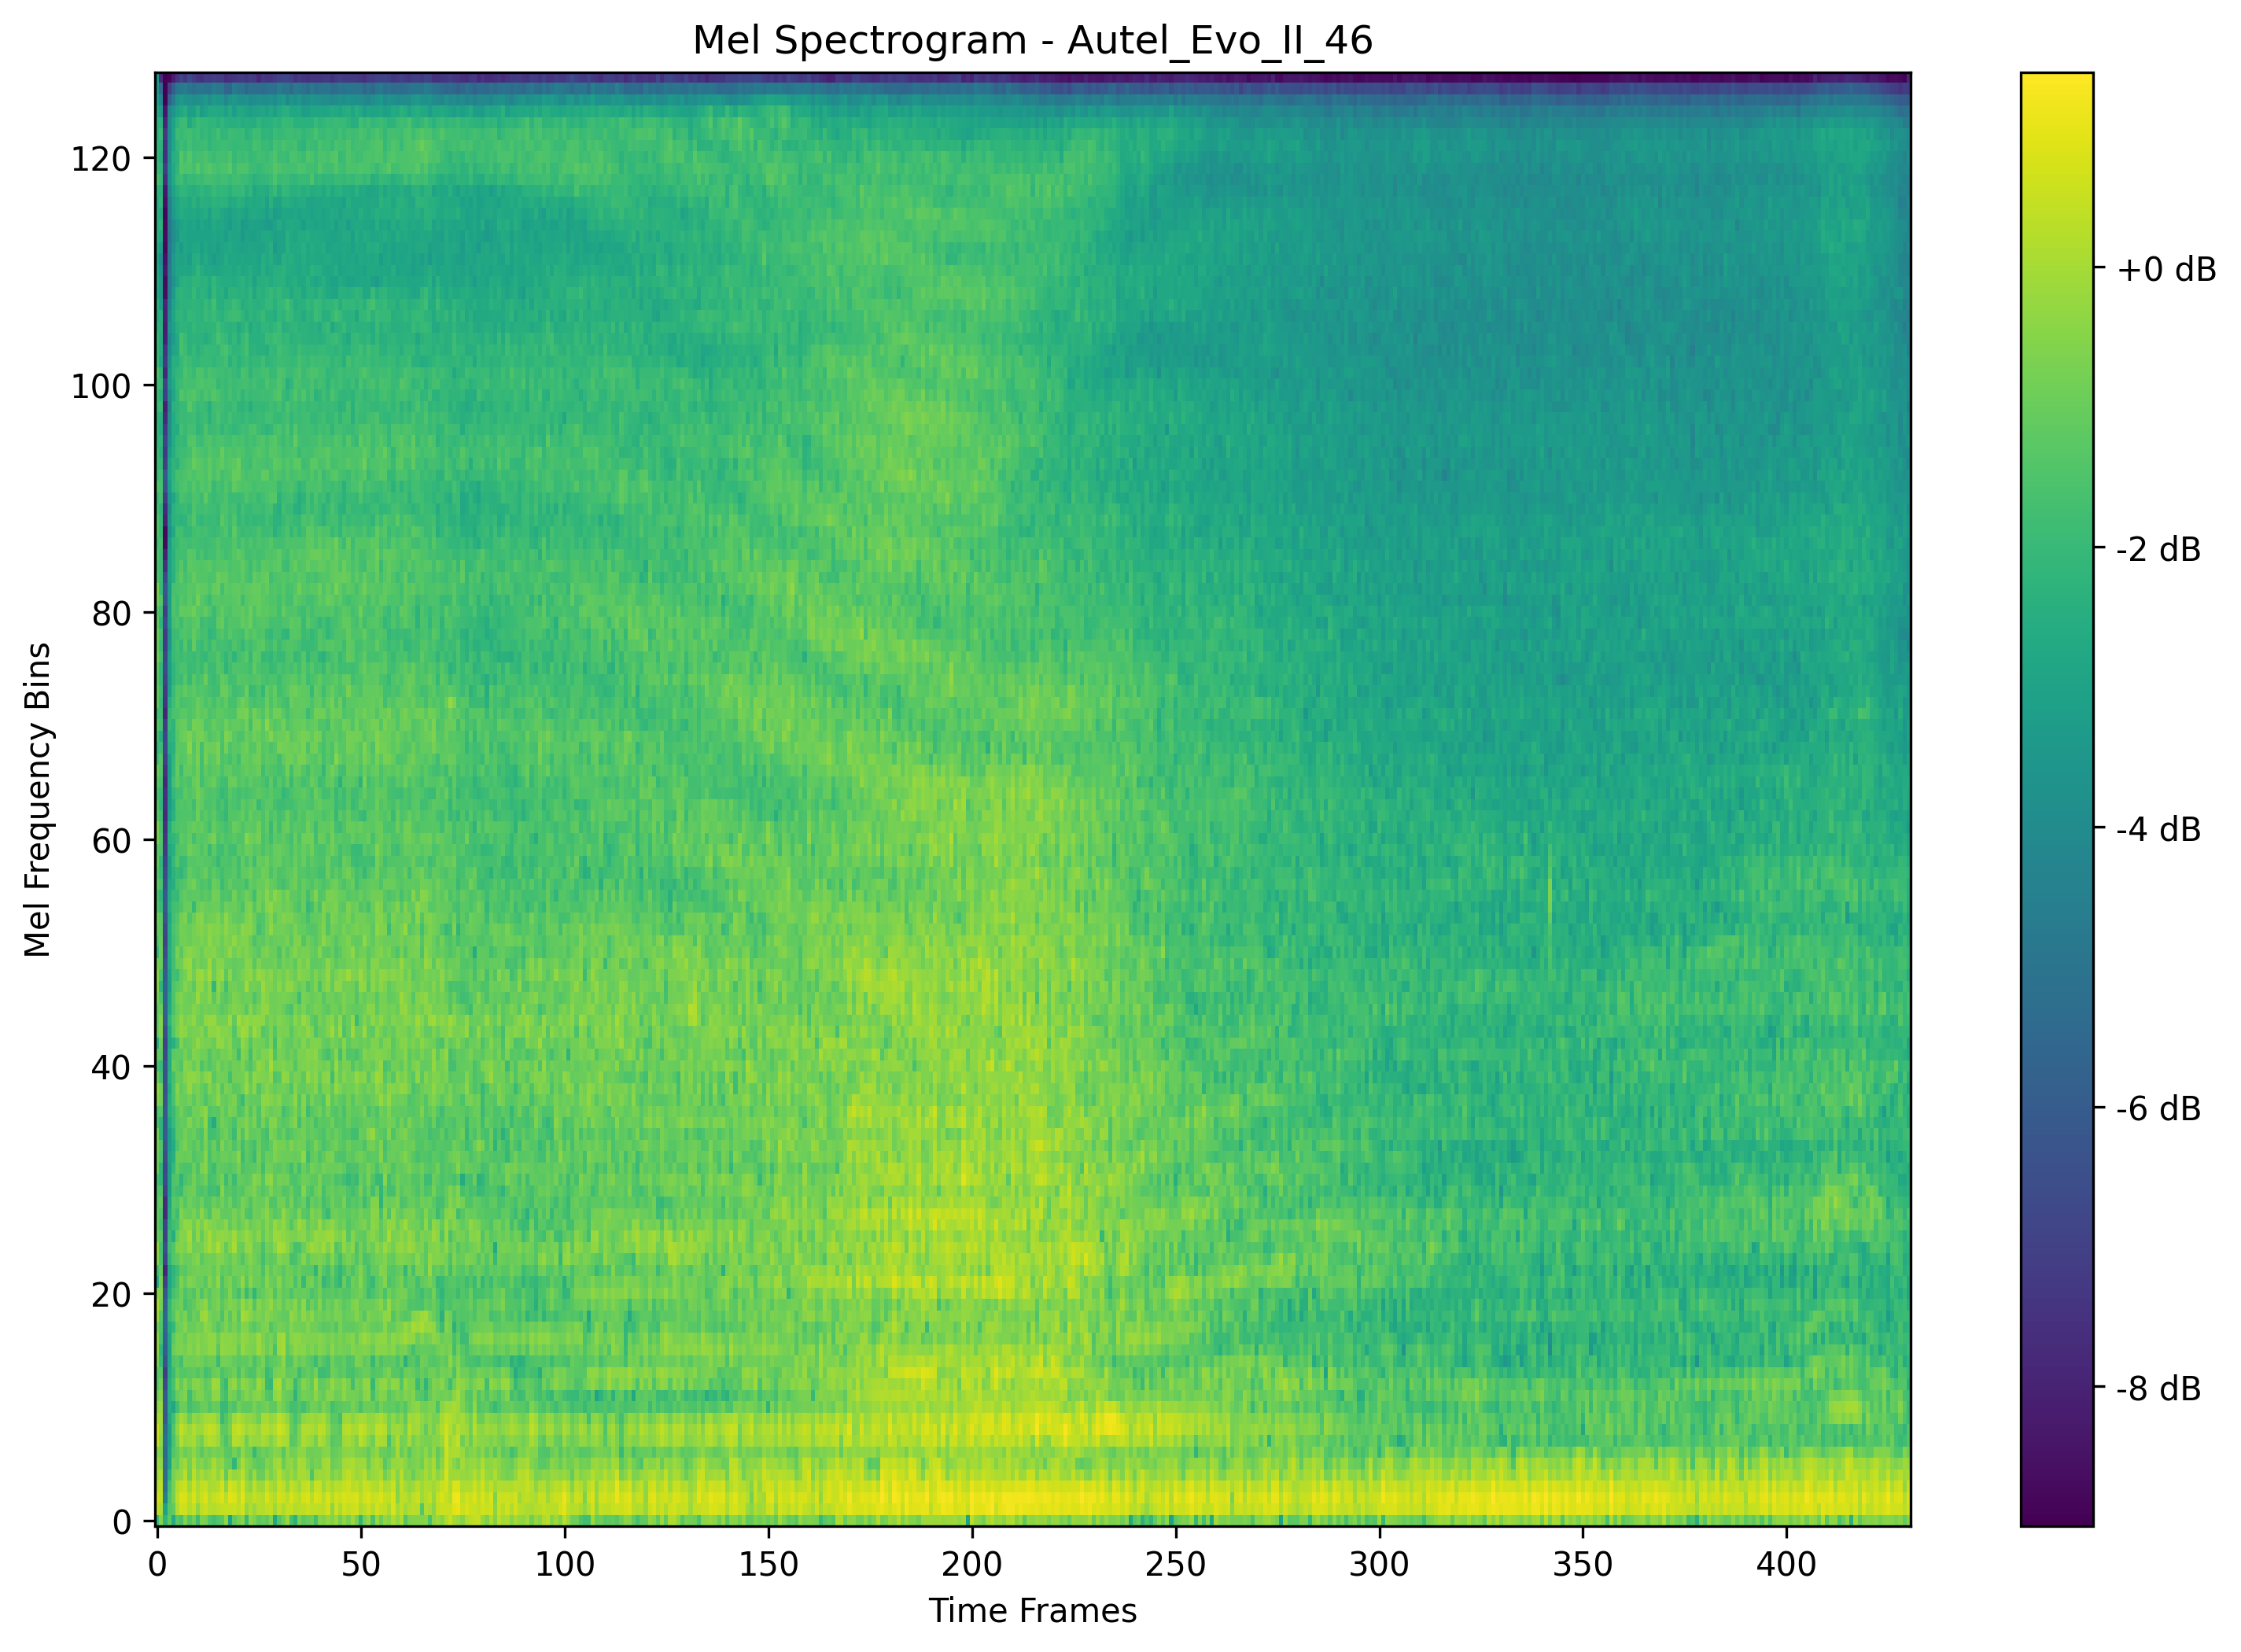 Mel Spectrogram - Autel_Evo_II_46
Mel Frequency Bins
120
100
80
60
40
20
0
0 50 100 150 200 250 300 350 400
Time Frames
+0 dB
-2 dB
-4 dB
-6 dB
-8 dB